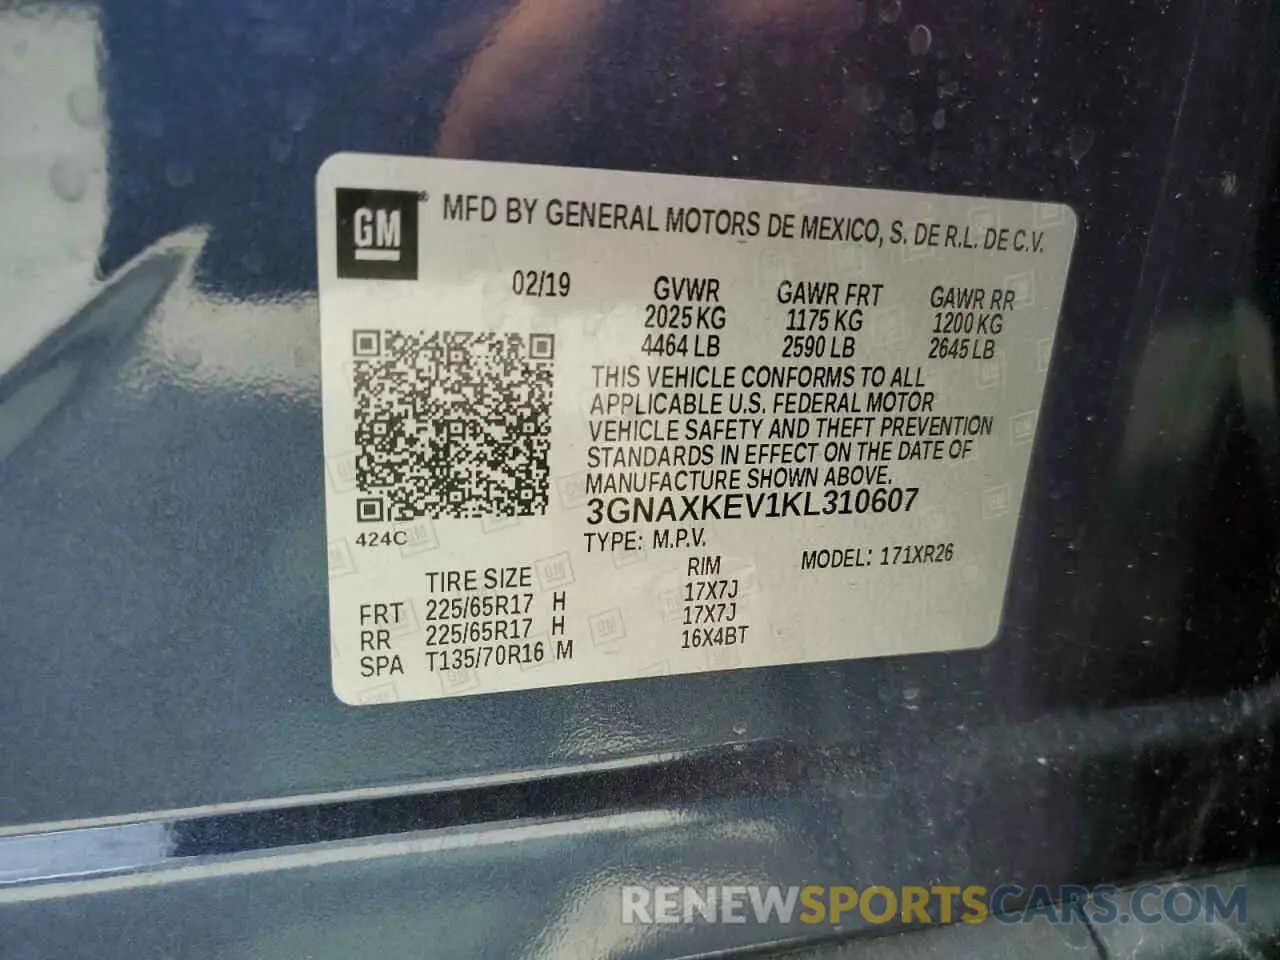 GM® MFD BY GENERAL MOTORS DE MEXICO, S. DE R.L. DE C.V.
02/19 GVWR GAWR FRT GAWR RR
2025 KG 1175 KG 1200 KG
4464 LB 2590 LB 2645 LB
THIS VEHICLE CONFORMS TO ALL
APPLICABLE U.S. FEDERAL MOTOR
VEHICLE SAFETY AND THEFT PREVENTION
STANDARDS IN EFFECT ON THE DATE OF
MANUFACTURE SHOWN ABOVE.
3GNAXKEV1KL310607
424C
TYPE: M.P.V. MODEL: 171XR26
TIRE SIZE RIM
FRT 225/65R17 H 17X7J
RR 225/65R17 H 17X7J
SPA T135/70R16 M 16X4BT
RENEWSPORTSCARS.COM